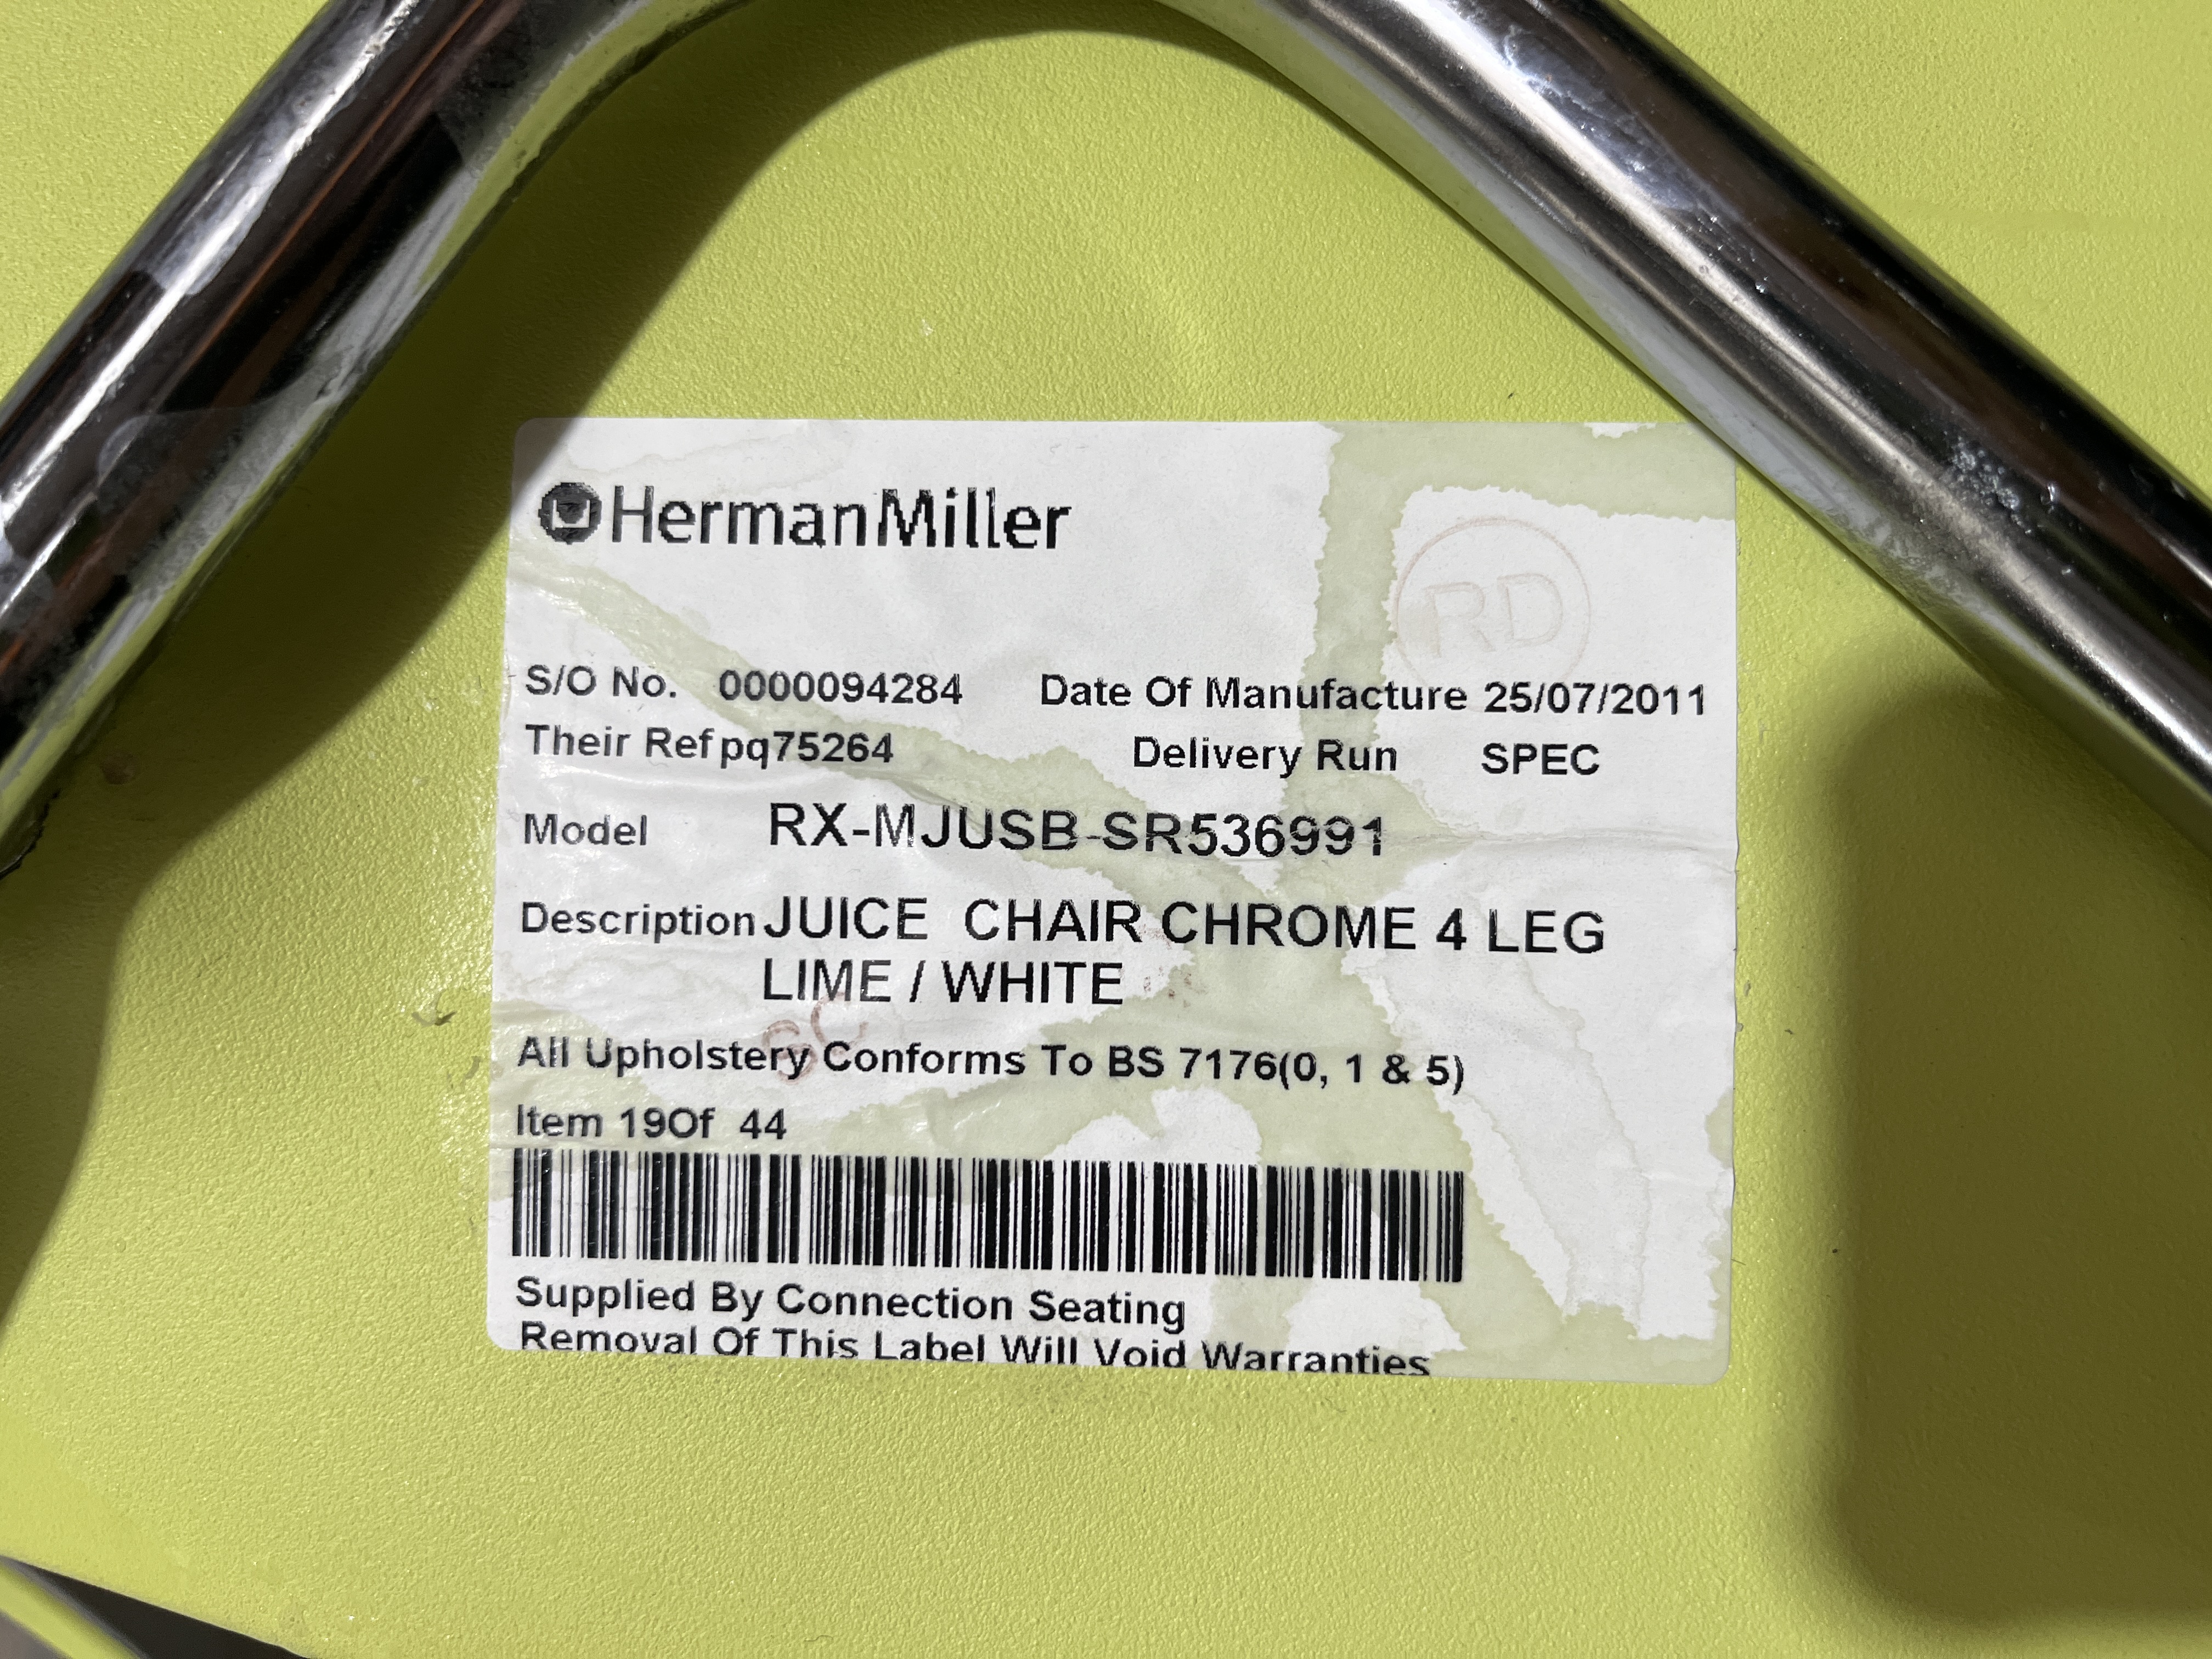 HermanMiller
RD
S/O No. 0000094284 Date Of Manufacture 25/07/2011
Their Ref pq75264 Delivery Run SPEC
Model RX-MJUSB-SR536991
Description JUICE CHAIR CHROME 4 LEG
LIME / WHITE
All Upholstery Conforms To BS 7176(0, 1 & 5)
Item 19Of 44
Supplied By Connection Seating
Removal Of This Label Will Void Warranties